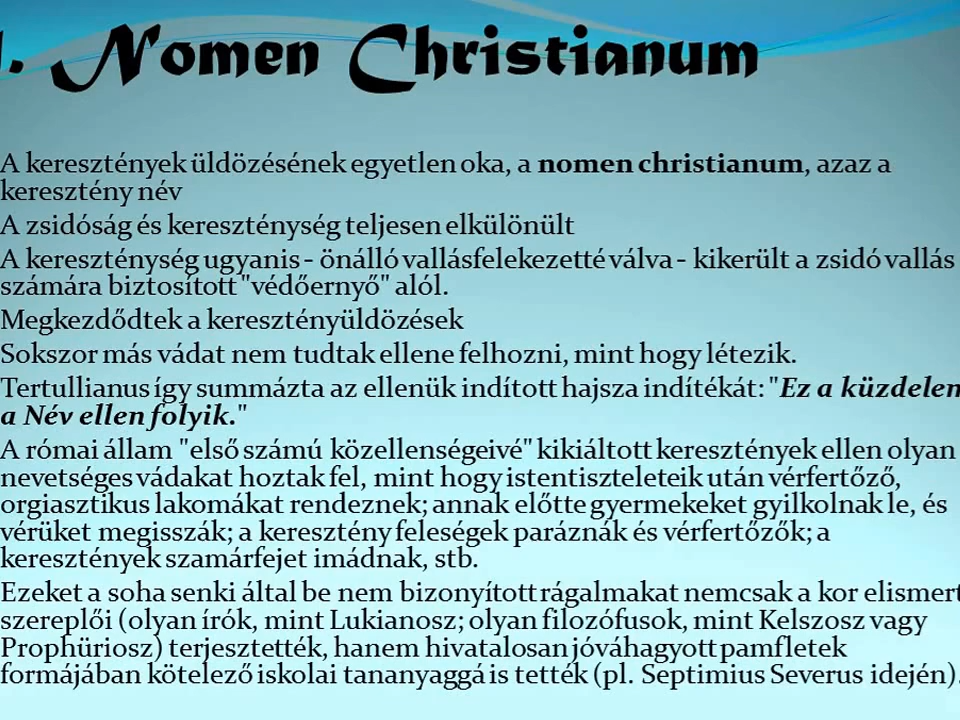 . Nomen Christianum
A keresztények üldözésének egyetlen oka, a nomen christianum, azaz a
keresztény név
A zsidóság és kereszténység teljesen elkülönült
A kereszténység ugyanis - önálló vallásfelekezetté válva - kikerült a zsidó vallás
számára biztosított "védőernyő" alól.
Megkezdődtek a keresztényüldözések
Sokszor más vádat nem tudtak ellene felhozni, mint hogy létezik.
Tertullianus így summázta az ellenük indított hajsza indítékát: "Ez a küzdelem
a Név ellen folyik."
A római állam "első számú közellenségeivé" kikiáltott keresztények ellen olyan
nevetséges vádakat hoztak fel, mint hogy istentiszteleteik után vérfertőző,
orgiasztikus lakomákat rendeznek; annak előtte gyermekeket gyilkolnak le, és
vérüket megisszák; a keresztény feleségek paráznák és vérfertőzők; a
keresztények szamárfejet imádnak, stb.
Ezeket a soha senki által be nem bizonyított rágalmakat nemcsak a kor elismert
szereplői (olyan írók, mint Lukianosz; olyan filozófusok, mint Kelszosz vagy
Prophüriosz) terjesztették, hanem hivatalosan jóváhagyott pamfletek
formájában kötelező iskolai tananyaggá is tették (pl. Septimius Severus idején).